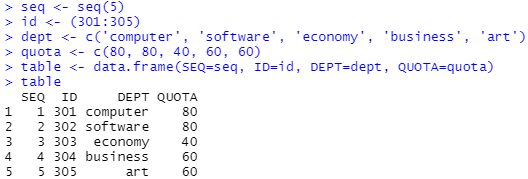 > seq <- seq(5)
> id <- (301:305)
> dept <- c('computer', 'software', 'economy', 'business', 'art')
> quota <- c(80, 80, 40, 60, 60)
> table <- data.frame(SEQ=seq, ID=id, DEPT=dept, QUOTA=quota)
> table
  SEQ  ID     DEPT QUOTA
1   1 301 computer    80
2   2 302 software    80
3   3 303  economy    40
4   4 304 business    60
5   5 305      art    60